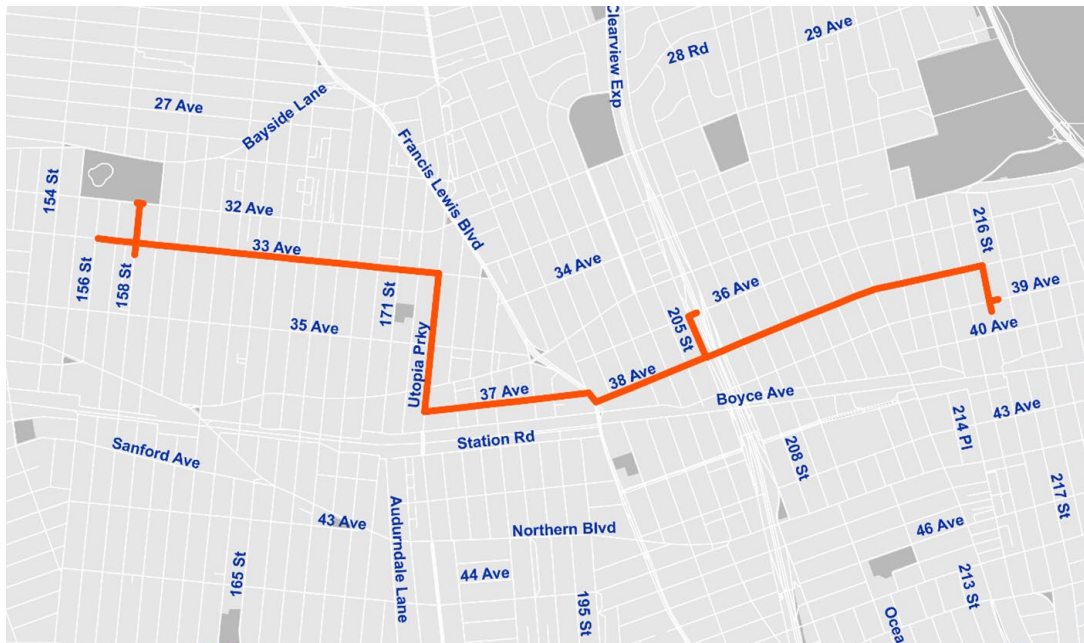 29 Ave
28 Rd
Clearview Exp
27 Ave
Bayside Lane
Francis Lewis Blvd
154 St
32 Ave
33 Ave
216 St
34 Ave
156 St
158 St
171 St
36 Ave
39 Ave
35 Ave
205 St
40 Ave
Utopia Prky
37 Ave
38 Ave
Boyce Ave
43 Ave
Station Rd
214 Pl
Sanford Ave
208 St
217 St
43 Ave
Audurndale Lane
Northern Blvd
46 Ave
165 St
44 Ave
195 St
213 St
Ocea